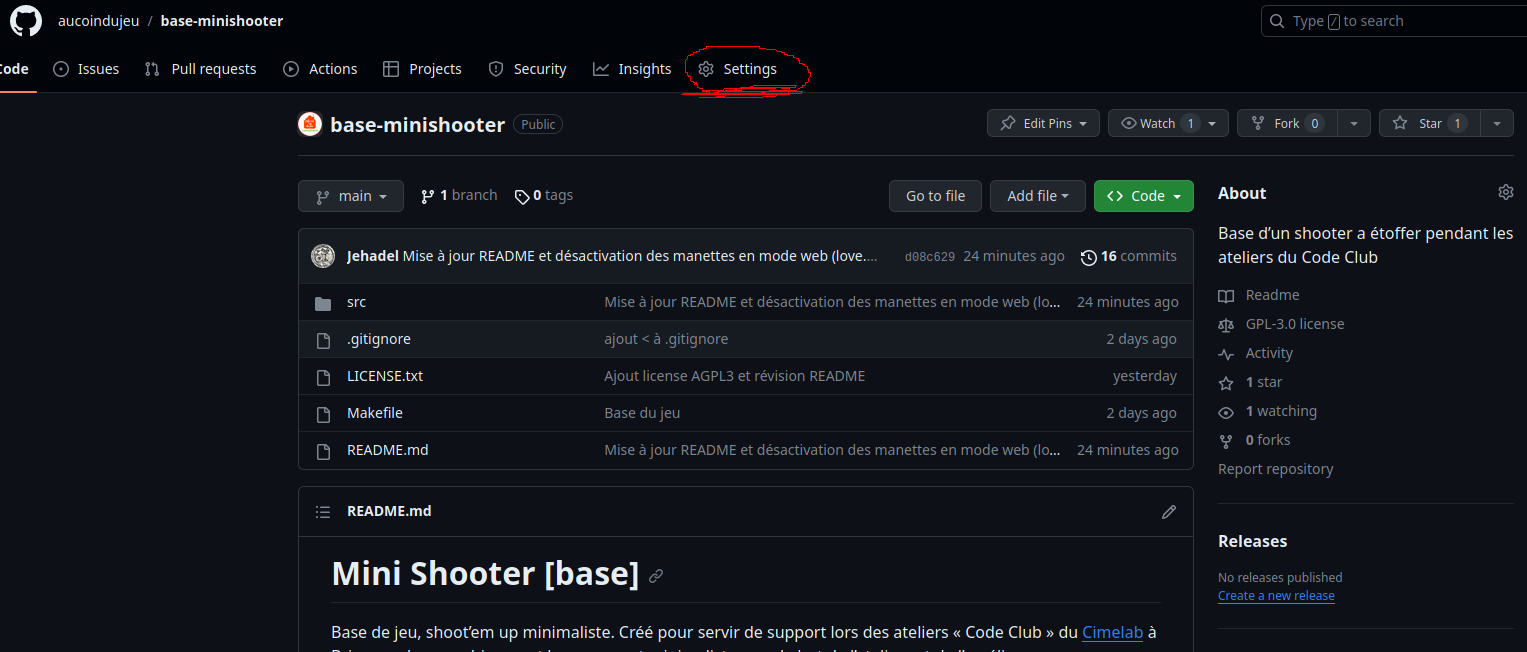 aucoindujeu / base-minishooter
Type / to search
Code Issues Pull requests Actions Projects Security Insights Settings
base-minishooter Public
Edit Pins Watch 1 Fork 0 Star 1
main 1 branch 0 tags Go to file Add file Code
Jehadel Mise à jour README et désactivation des manettes en mode web (love.... d08c629 24 minutes ago 16 commits
src Mise à jour README et désactivation des manettes en mode web (lo... 24 minutes ago
.gitignore ajout < à .gitignore 2 days ago
LICENSE.txt Ajout license AGPL3 et révision README yesterday
Makefile Base du jeu 2 days ago
README.md Mise à jour README et désactivation des manettes en mode web (lo... 24 minutes ago
README.md
Mini Shooter [base]
Base de jeu, shoot’em up minimaliste. Créé pour servir de support lors des ateliers « Code Club » du Cimelab à
About
Base d’un shooter a étoffer pendant les
ateliers du Code Club
Readme
GPL-3.0 license
Activity
1 star
1 watching
0 forks
Report repository
Releases
No releases published
Create a new release